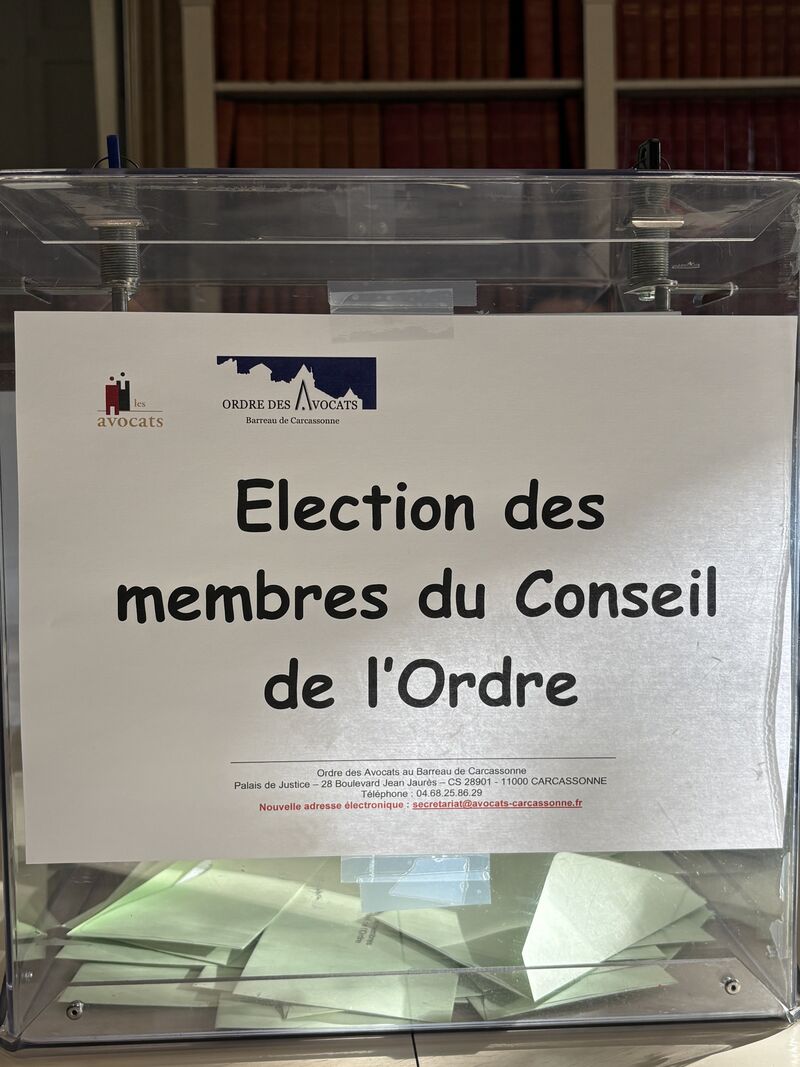 les
avocats
ORDRE DES AVOCATS
Barreau de Carcassonne
Election des
membres du Conseil
de l'Ordre
Ordre des Avocats au Barreau de Carcassonne
Palais de Justice – 28 Boulevard Jean Jaurès – CS 28901 - 11000 CARCASSONNE
Téléphone : 04.68.25.86.29
Nouvelle adresse électronique : secretariat@avocats-carcassonne.fr